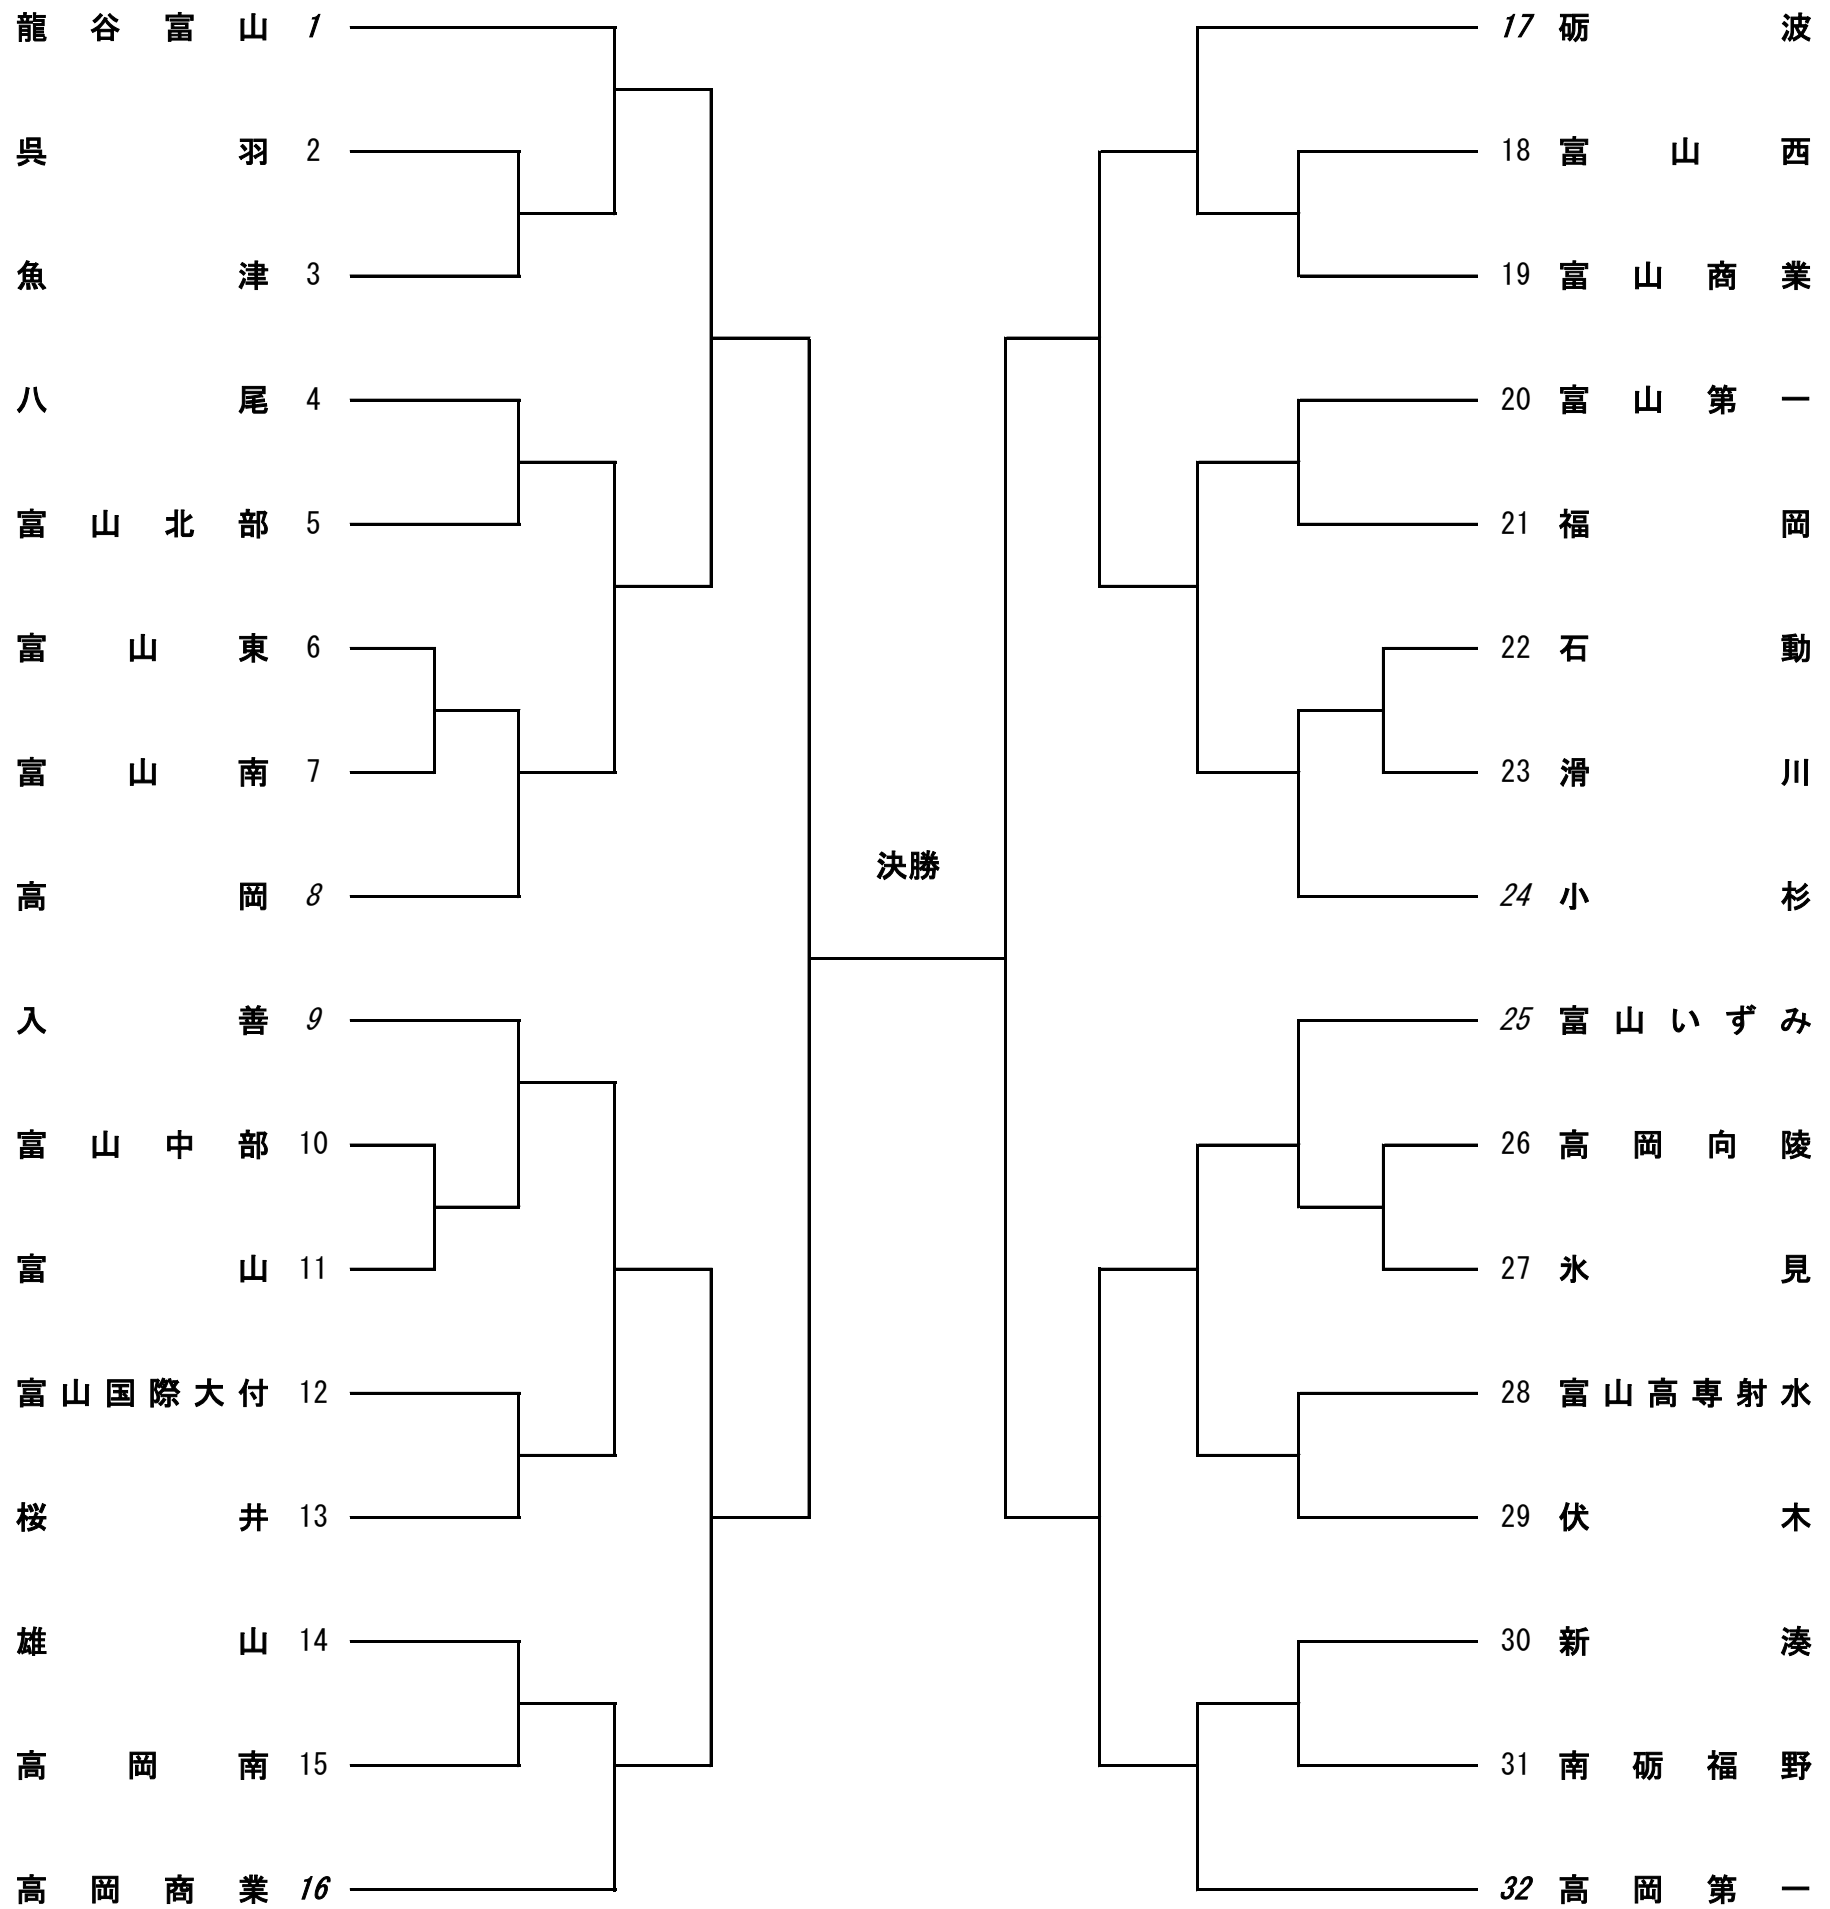 龍谷富山 1
呉羽 2
魚津 3
八尾 4
富山北部 5
富山東 6
富山南 7
高岡 8
入善 9
富山中部 10
富山 11
富山国際大付 12
桜井 13
雄山 14
高岡南 15
高岡商業 16
決勝
17 砺波
18 富山西
19 富山商業
20 富山第一
21 福岡
22 石動
23 滑川
24 小杉
25 富山いずみ
26 高岡向陵
27 氷見
28 富山高専射水
29 伏木
30 新湊
31 南砺福野
32 高岡第一